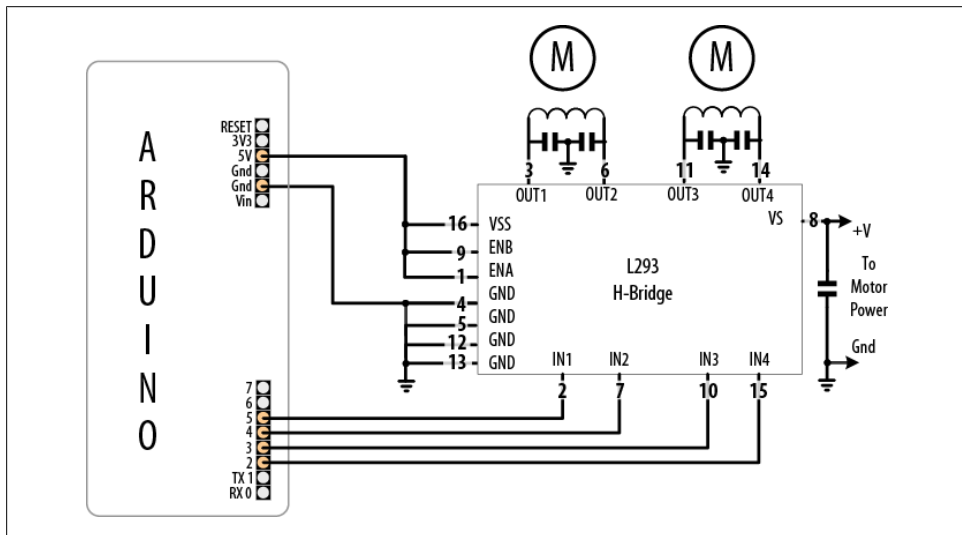 M
M
ARDUINO
RESET
3V3
5V
Gnd
Gnd
Vin
3
6
11
14
OUT1
OUT2
OUT3
OUT4
16
VSS
9
ENB
1
ENA
4
GND
5
GND
12
GND
13
GND
L293
H-Bridge
VS
8
+V
To
Motor
Power
Gnd
IN1
IN2
IN3
IN4
2
7
10
15
7
6
5
4
3
2
TX 1
RX 0